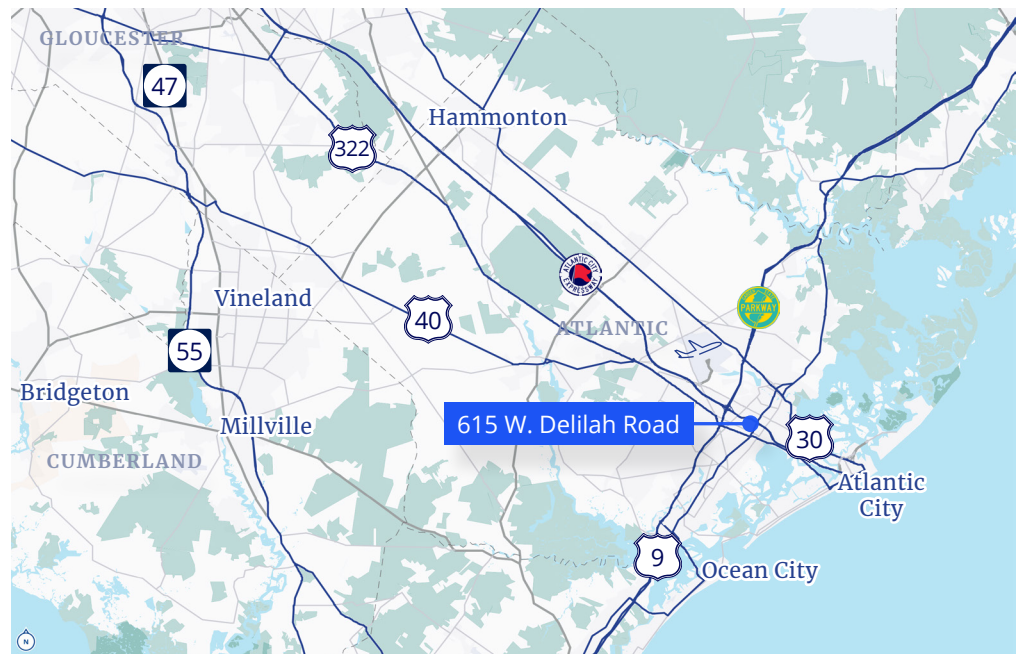 GLOUCESTER
47
Hammonton
322
ATLANTIC CITY
EXPRESSWAY
Vineland
40
PARKWAY
ATLANTIC
55
Bridgeton
Millville
615 W. Delilah Road
30
CUMBERLAND
Atlantic
City
9
Ocean City
N